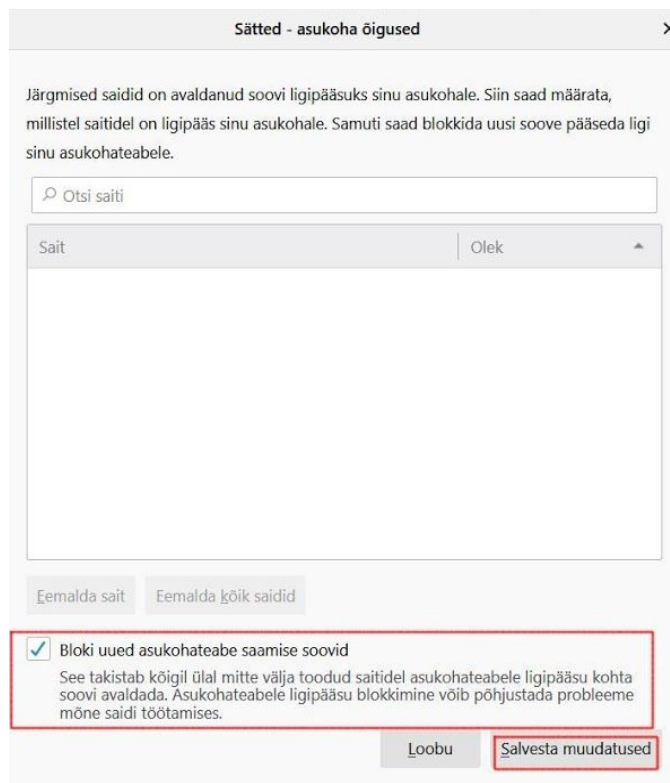 Sätted - asukoha õigused
Järgmised saidid on avaldanud soovi ligipääsuks sinu asukohale. Siin saad määrata,
millistel saitidel on ligipääs sinu asukohale. Samuti saad blokkida uusi soove pääseda ligi
sinu asukohateabele.
Otsi saiti
Sait Olek
Eemalda sait Eemalda kõik saidid
Bloki uued asukohateabe saamise soovid
See takistab kõigil ülal mitte välja toodud saitidel asukohateabele ligipääsu kohta
soovi avaldada. Asukohateabele ligipääsu blokkimine võib põhjustada probleeme
mõne saidi töötamises.
Loobu Salvesta muudatused